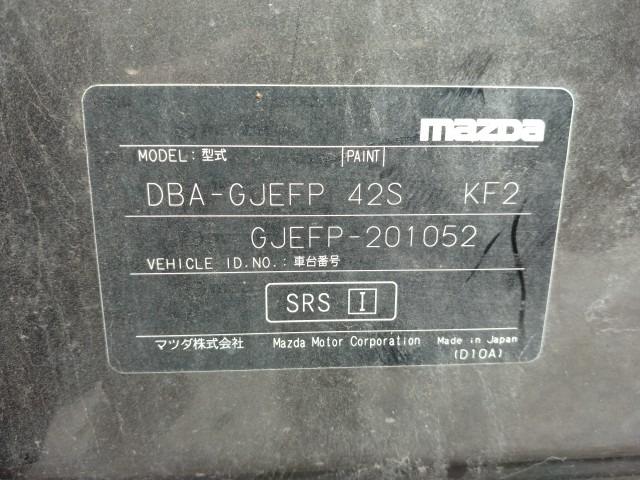 mazda
MODEL: 型式 PAINT
DBA-GJEFP 42S KF2
GJEFP-201052
VEHICLE ID.NO.: 車台番号
SRS I
マツダ株式会社 Mazda Motor Corporation Made in Japan
(D10A)